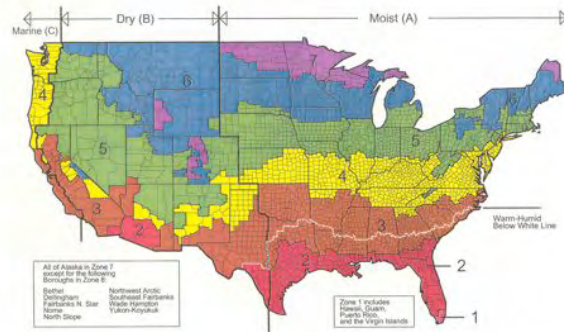 Marine (C)
Dry (B)
Moist (A)
7
6
6
4
5
5
4
3
3
2
2
Warm-Humid
Below White Line
2
1
All of Alaska in Zone 7
except for the following
Boroughs in Zone 8:
Bethel
Dellingham
Fairbanks N. Star
Nome
North Slope
Northwest Arctic
Southeast Fairbanks
Wade Hampton
Yukon-Koyukuk
Zone 1 includes
Hawaii, Guam,
Puerto Rico,
and the Virgin Islands